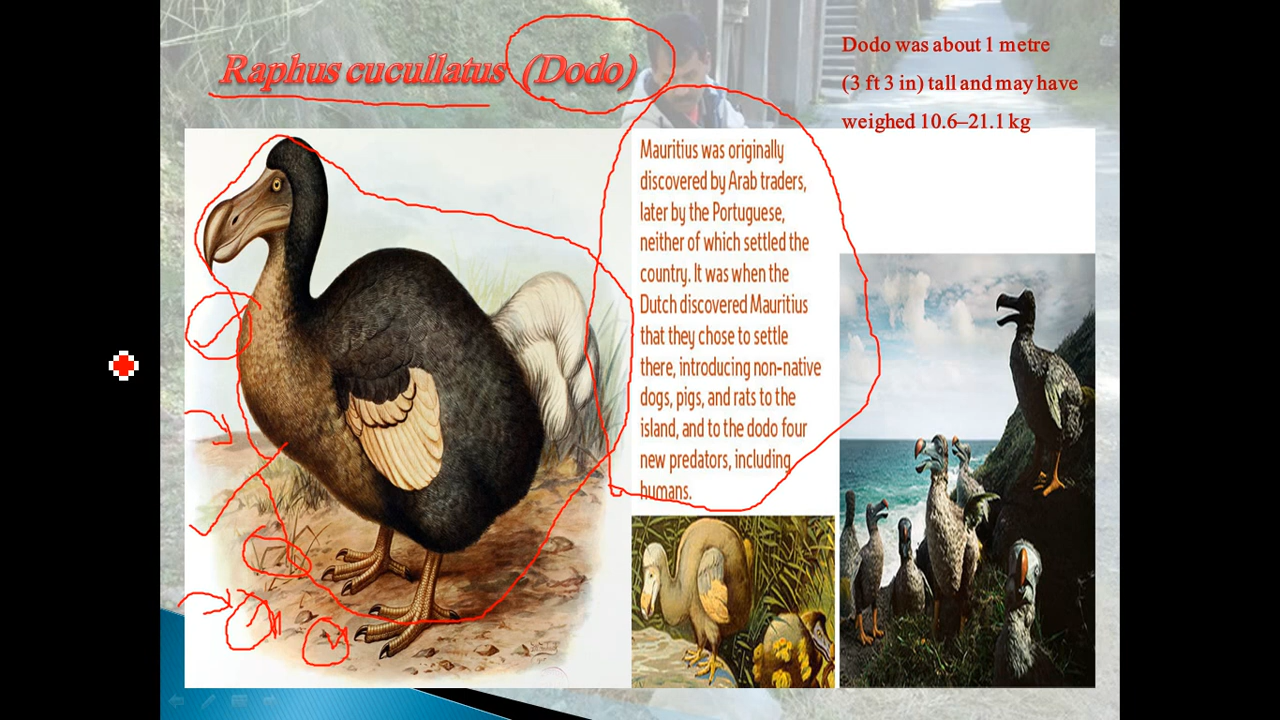 Raphus cucullatus (Dodo)
Dodo was about 1 metre
(3 ft 3 in) tall and may have
weighed 10.6–21.1 kg
Mauritius was originally
discovered by Arab traders,
later by the Portuguese,
neither of which settled the
country. It was when the
Dutch discovered Mauritius
that they chose to settle
there, introducing non-native
dogs, pigs, and rats to the
island, and to the dodo four
new predators, including
humans.